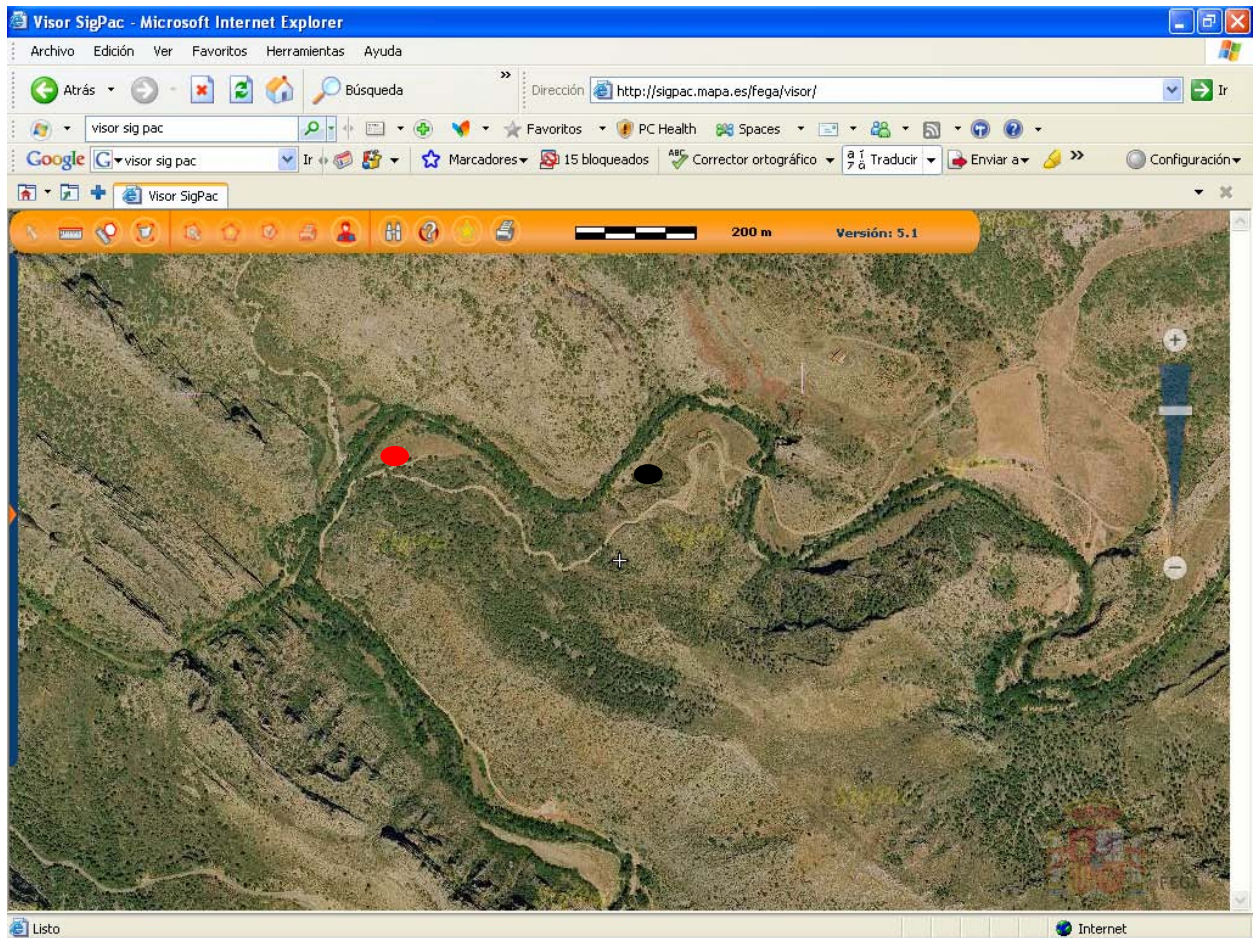 Visor SigPac - Microsoft Internet Explorer
Archivo Edición Ver Favoritos Herramientas Ayuda
Atrás Búsqueda » Dirección http://sigpac.mapa.es/fega/visor/ Ir
visor sig pac Favoritos PC Health Spaces
Google visor sig pac Ir Marcadores 15 bloqueados Corrector ortográfico Traducir Enviar a » Configuración
Visor SigPac
200 m Versión: 5.1
SigPac
FEGA
Listo Internet